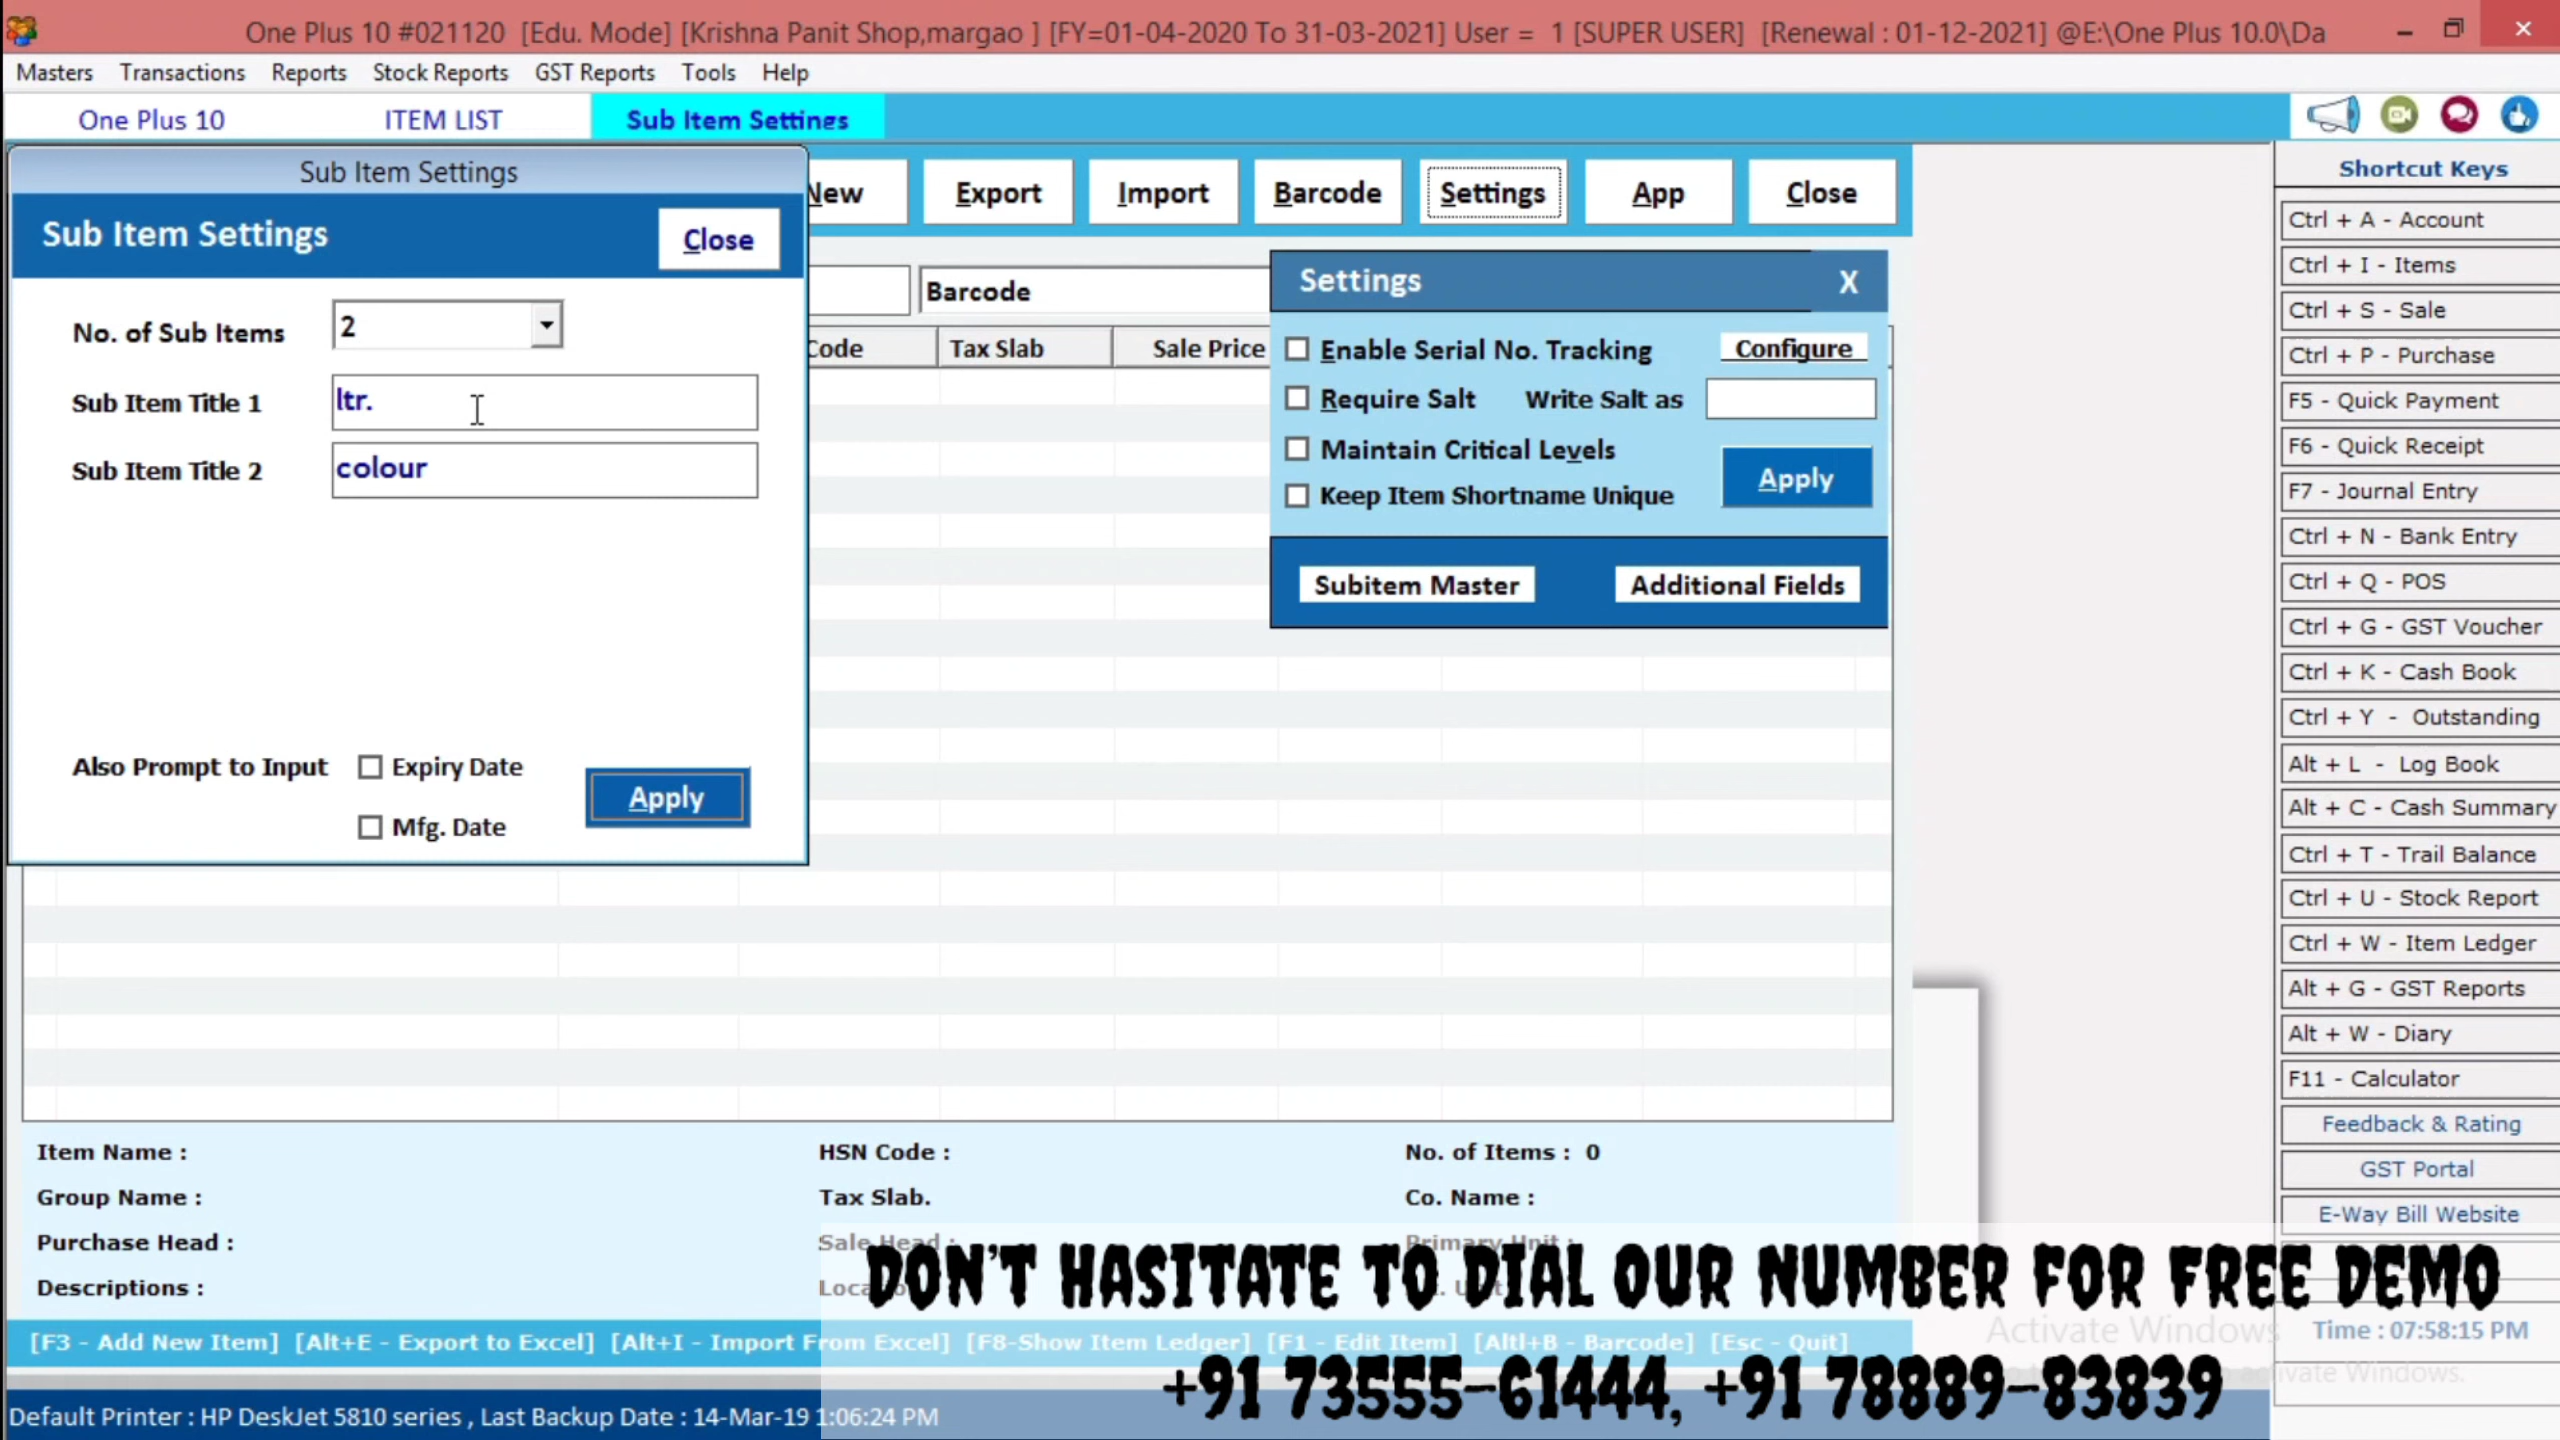 One Plus 10 #021120 [Edu. Mode] [Krishna Panit Shop,margao ] [FY=01-04-2020 To 31-03-2021] User = 1 [SUPER USER] [Renewal : 01-12-2021] @E:\One Plus 10.0\Da
Masters Transactions Reports Stock Reports GST Reports Tools Help
One Plus 10 ITEM LIST Sub Item Settings
Sub Item Settings
New Export Import Barcode Settings App Close
Sub Item Settings Close
No. of Sub Items 2
Sub Item Title 1 ltr.
Sub Item Title 2 colour
Also Prompt to Input Expiry Date
Mfg. Date
Apply
Barcode
Code Tax Slab Sale Price
Settings X
Enable Serial No. Tracking Configure
Require Salt Write Salt as
Maintain Critical Levels
Keep Item Shortname Unique
Apply
Subitem Master Additional Fields
Shortcut Keys
Ctrl + A - Account
Ctrl + I - Items
Ctrl + S - Sale
Ctrl + P - Purchase
F5 - Quick Payment
F6 - Quick Receipt
F7 - Journal Entry
Ctrl + N - Bank Entry
Ctrl + Q - POS
Ctrl + G - GST Voucher
Ctrl + K - Cash Book
Ctrl + Y - Outstanding
Alt + L - Log Book
Alt + C - Cash Summary
Ctrl + T - Trail Balance
Ctrl + U - Stock Report
Ctrl + W - Item Ledger
Alt + G - GST Reports
Alt + W - Diary
F11 - Calculator
Feedback & Rating
GST Portal
E-Way Bill Website
Time : 07:58:15 PM
Item Name : HSN Code : No. of Items : 0
Group Name : Tax Slab. Co. Name :
Purchase Head : Sale Head : Primary Unit :
Descriptions :
DON'T HASITATE TO DIAL OUR NUMBER FOR FREE DEMO
+91 73555-61444, +91 78889-83839
[F3 - Add New Item] [Alt+E - Export to Excel] [Alt+I - Import From Excel] [F8-Show Item Ledger] [F1 - Edit Item] [Altl+B - Barcode] [Esc - Quit]
Activate Windows
Default Printer : HP DeskJet 5810 series , Last Backup Date : 14-Mar-19 1:06:24 PM